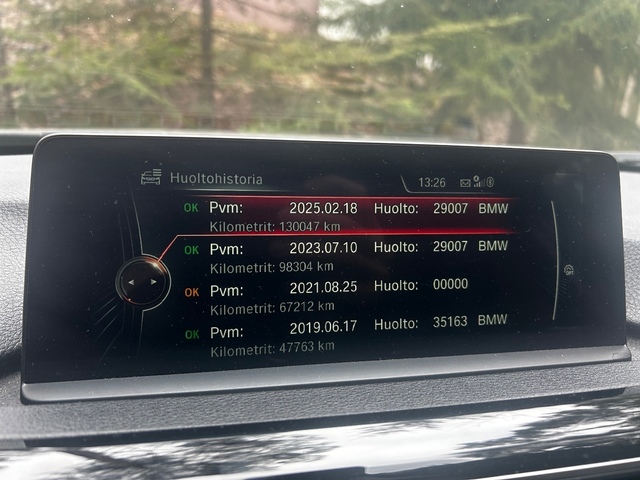 Huoltohistoria 13:26
OK Pvm: 2025.02.18 Huolto: 29007 BMW
Kilometrit: 130047 km
OK Pvm: 2023.07.10 Huolto: 29007 BMW
Kilometrit: 98304 km
OK Pvm: 2021.08.25 Huolto: 00000
Kilometrit: 67212 km
OK Pvm: 2019.06.17 Huolto: 35163 BMW
Kilometrit: 47763 km